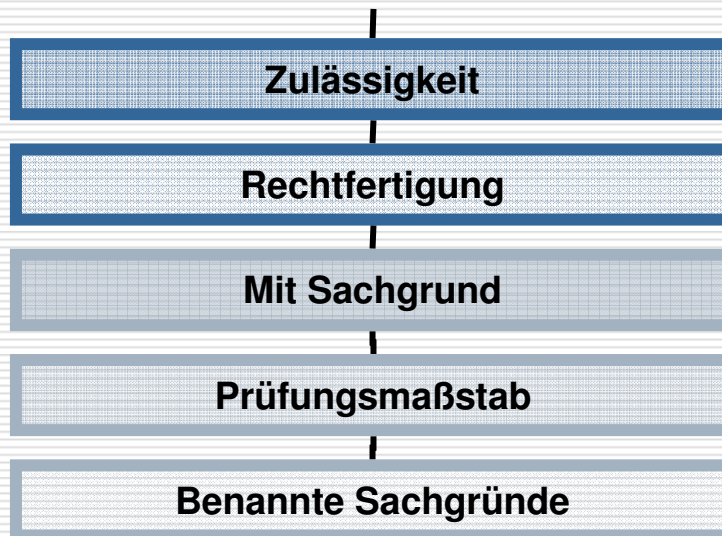 Zulässigkeit
Rechtfertigung
Mit Sachgrund
Prüfungsmaßstab
Benannte Sachgründe